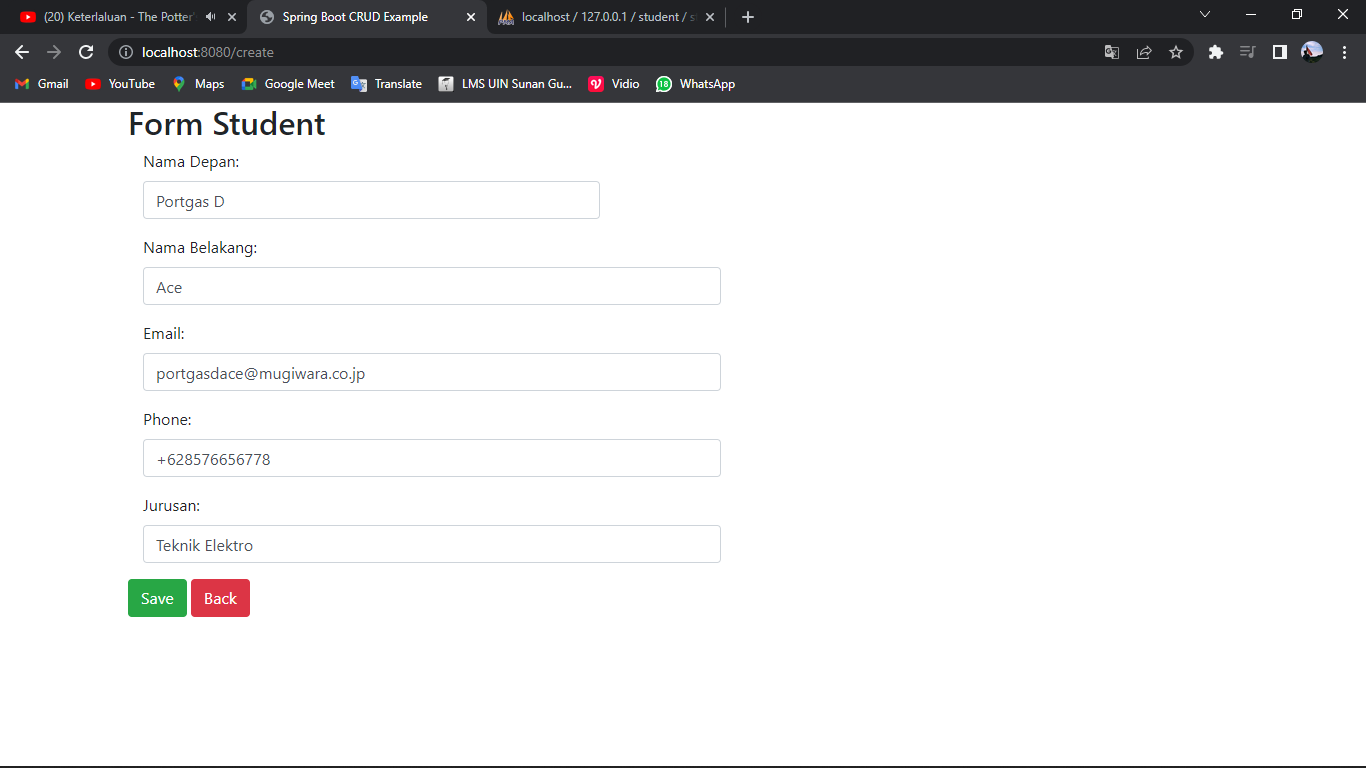 (20) Keterlaluan - The Potter'
Spring Boot CRUD Example
localhost / 127.0.0.1 / student / s
localhost:8080/create
Gmail
YouTube
Maps
Google Meet
Translate
LMS UIN Sunan Gu...
Vidio
18
WhatsApp
Form Student
Nama Depan:
Portgas D
Nama Belakang:
Ace
Email:
portgasdace@mugiwara.co.jp
Phone:
+628576656778
Jurusan:
Teknik Elektro
Save
Back